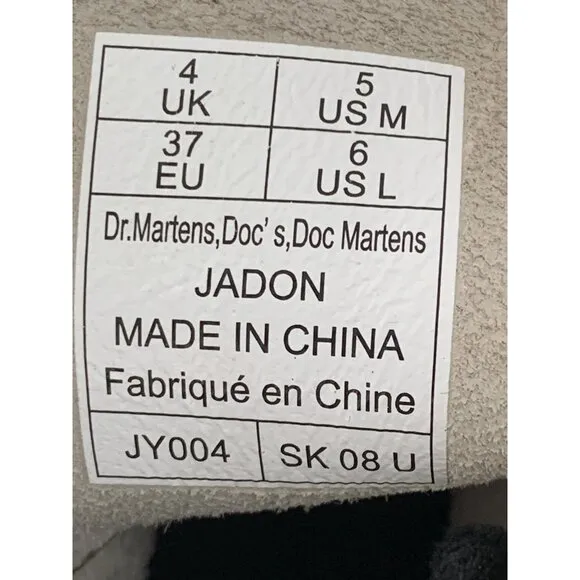 4 UK
5 US M
37 EU
6 US L
Dr.Martens,Doc's,Doc Martens
JADON
MADE IN CHINA
Fabriqué en Chine
JY004
SK 08 U